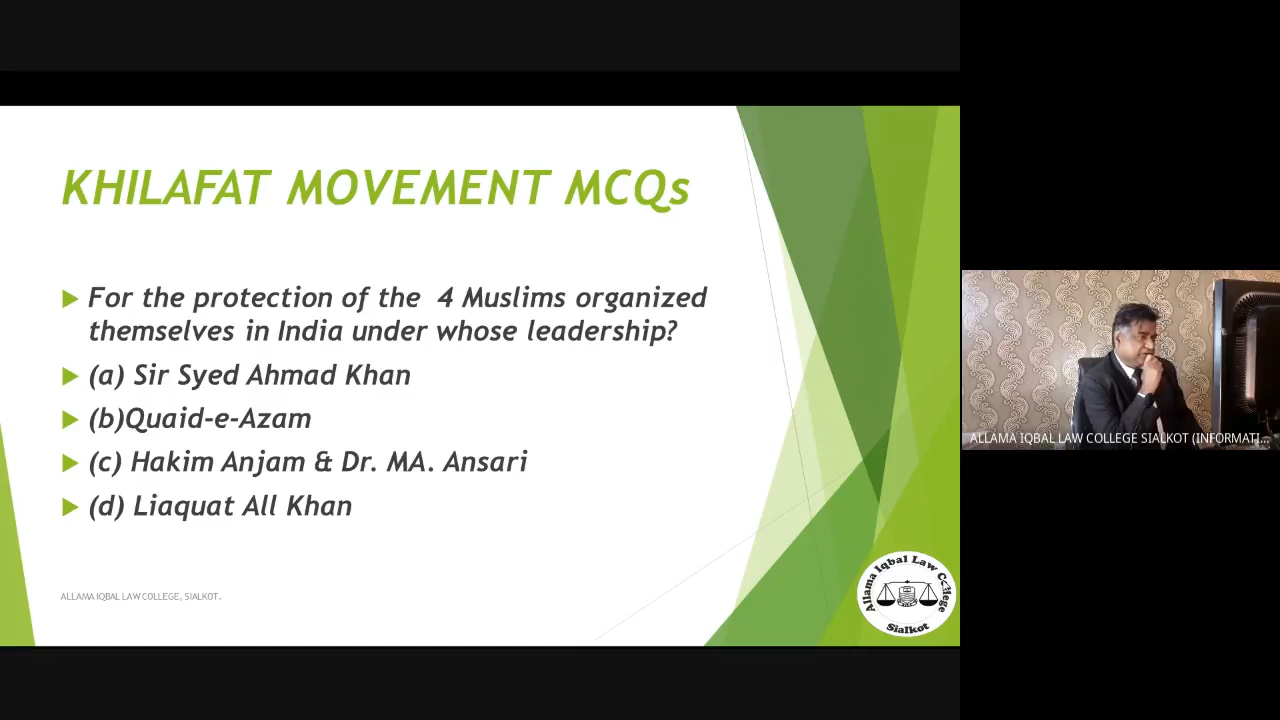 KHILAFAT MOVEMENT MCQs
For the protection of the 4 Muslims organized
themselves in India under whose leadership?
(a) Sir Syed Ahmad Khan
(b)Quaid-e-Azam
(c) Hakim Anjam & Dr. MA. Ansari
(d) Liaquat All Khan
ALLAMA IQBAL LAW COLLEGE, SIALKOT.
Allama Iqbal Law College
Sialkot
ALLAMA IQBAL LAW COLLEGE SIALKOT (INFORMATI...